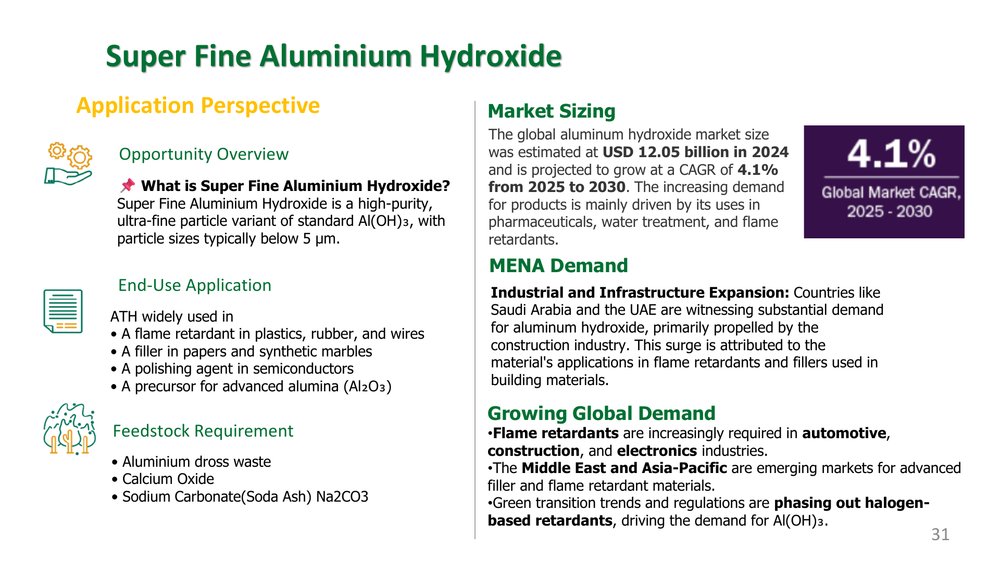 Super Fine Aluminium Hydroxide
Application Perspective
Opportunity Overview
📌 What is Super Fine Aluminium Hydroxide?
Super Fine Aluminium Hydroxide is a high-purity,
ultra-fine particle variant of standard Al(OH)₃, with
particle sizes typically below 5 µm.
End-Use Application
ATH widely used in
• A flame retardant in plastics, rubber, and wires
• A filler in papers and synthetic marbles
• A polishing agent in semiconductors
• A precursor for advanced alumina (Al₂O₃)
Feedstock Requirement
• Aluminium dross waste
• Calcium Oxide
• Sodium Carbonate(Soda Ash) Na2CO3
Market Sizing
The global aluminum hydroxide market size
was estimated at USD 12.05 billion in 2024
and is projected to grow at a CAGR of 4.1%
from 2025 to 2030. The increasing demand
for products is mainly driven by its uses in
pharmaceuticals, water treatment, and flame
retardants.
4.1%
Global Market CAGR,
2025 - 2030
MENA Demand
Industrial and Infrastructure Expansion: Countries like
Saudi Arabia and the UAE are witnessing substantial demand
for aluminum hydroxide, primarily propelled by the
construction industry. This surge is attributed to the
material's applications in flame retardants and fillers used in
building materials.
Growing Global Demand
•Flame retardants are increasingly required in automotive,
construction, and electronics industries.
•The Middle East and Asia-Pacific are emerging markets for advanced
filler and flame retardant materials.
•Green transition trends and regulations are phasing out halogen-
based retardants, driving the demand for Al(OH)₃.
31